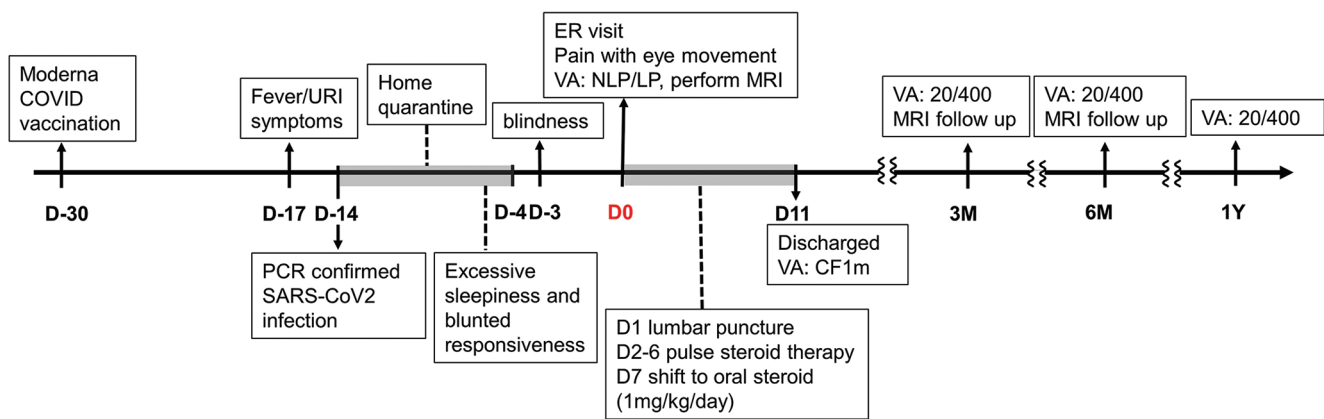 Moderna
COVID
vaccination
Fever/URI
symptoms
Home
quarantine
blindness
ER visit
Pain with eye movement
VA: NLP/LP, perform MRI
VA: 20/400
MRI follow up
VA: 20/400
MRI follow up
VA: 20/400
D-30
D-17
D-14
D-4
D-3
D0
D11
3M
6M
1Y
PCR confirmed
SARS-CoV2
infection
Excessive
sleepiness and
blunted
responsiveness
D1 lumbar puncture
D2-6 pulse steroid therapy
D7 shift to oral steroid
(1mg/kg/day)
Discharged
VA: CF1m